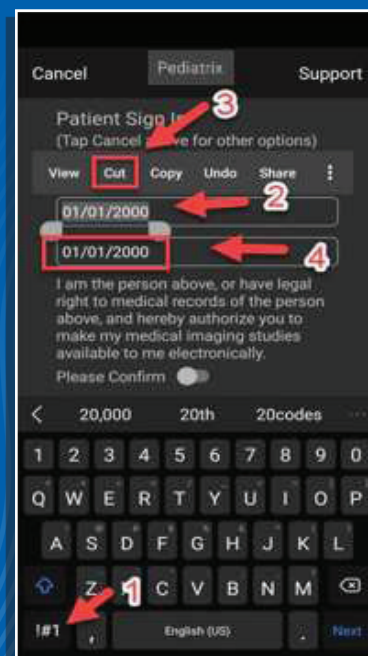 Cancel Pediatrix Support
Patient Sign In
3
(Tap Cancel above for other options)
View Cut Copy Undo Share
01/01/2000
2
01/01/2000
4
I am the person above, or have legal
right to medical records of the person
above, and hereby authorize you to
make my medical imaging studies
available to me electronically.
Please Confirm
20,000 20th 20codes
1 2 3 4 5 6 7 8 9 0
Q W E R T Y U I O P
A S D F G H J K L
Z X C V B N M
1
!#1 , English (US) . Next